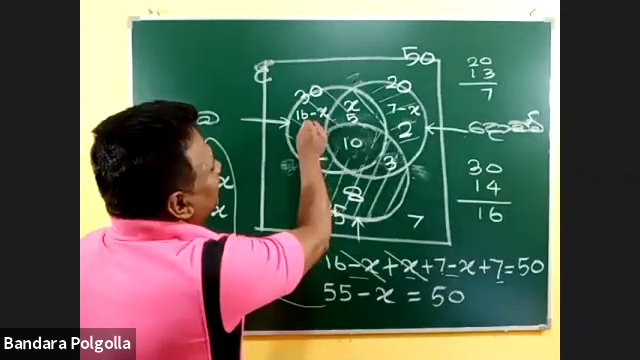 ε
50
20
13
7
30
20
16-x
x
5
7-x
2
10
3
8
5
7
x
x
30
14
16
16-x+x+7-x+7=50
55-x=50
Bandara Polgolla